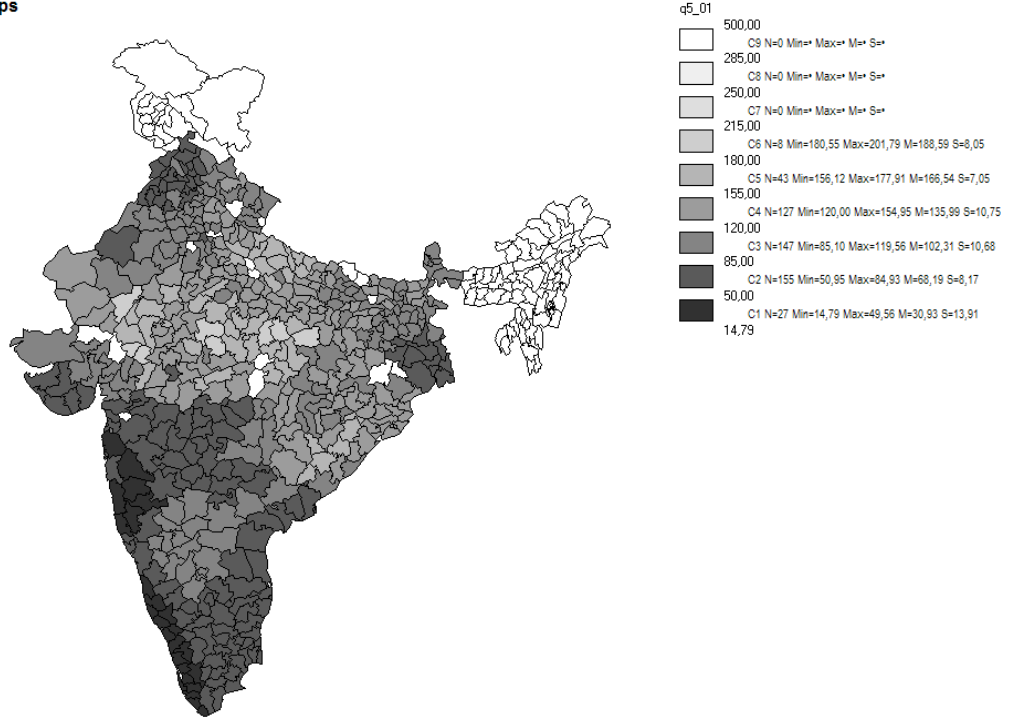 ps
q5_01
500,00
C9 N=0 Min=• Max=• M=• S=•
285,00
C8 N=0 Min=• Max=• M=• S=•
250,00
C7 N=0 Min=• Max=• M=• S=•
215,00
C6 N=8 Min=180,55 Max=201,79 M=188,59 S=8,05
180,00
C5 N=43 Min=156,12 Max=177,91 M=166,54 S=7,05
155,00
C4 N=127 Min=120,00 Max=154,95 M=135,99 S=10,75
120,00
C3 N=147 Min=85,10 Max=119,56 M=102,31 S=10,68
85,00
C2 N=155 Min=50,95 Max=84,93 M=68,19 S=8,17
50,00
C1 N=27 Min=14,79 Max=49,56 M=30,93 S=13,91
14,79